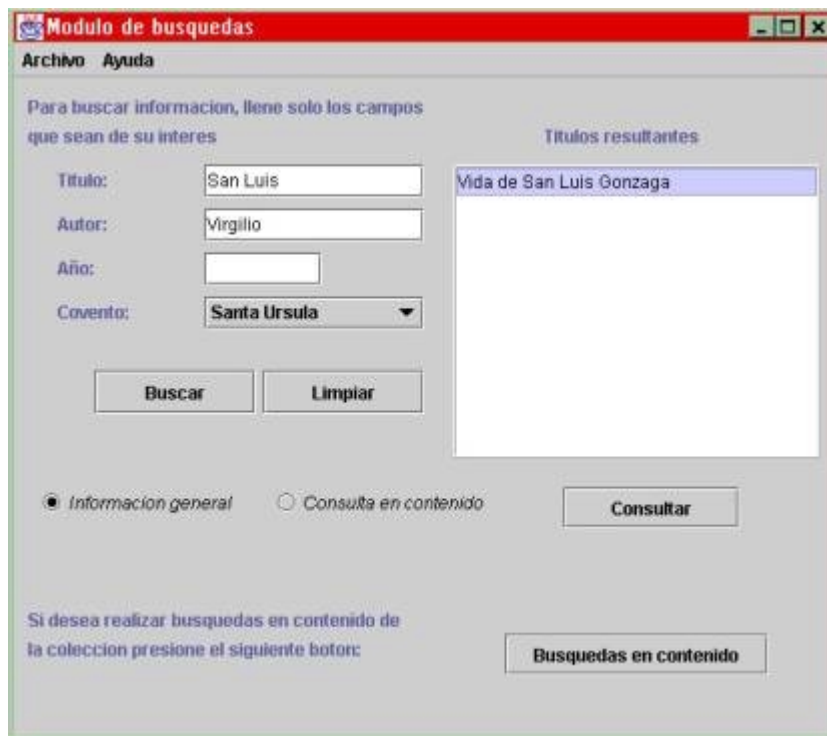 Modulo de busquedas
Archivo Ayuda
Para buscar informacion, llene solo los campos
que sean de su interes
Titulos resultantes
Titulo: San Luis
Vida de San Luis Gonzaga
Autor: Virgilio
Año:
Covento: Santa Ursula
Buscar Limpiar
Informacion general Consulta en contenido Consultar
Si desea realizar busquedas en contenido de
la coleccion presione el siguiente boton:
Busquedas en contenido